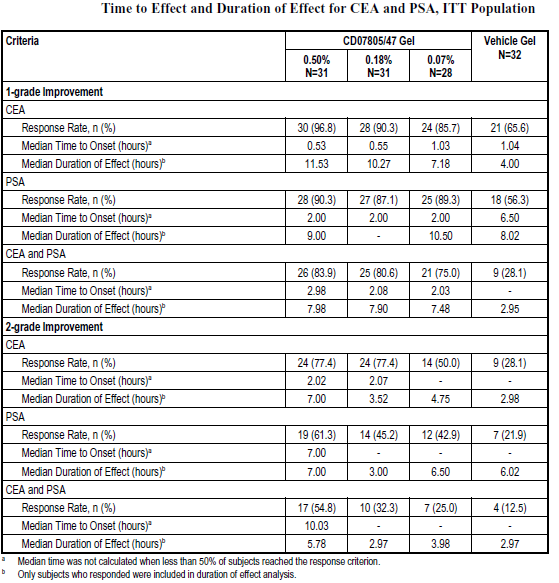 Time to Effect and Duration of Effect for CEA and PSA, ITT Population
Criteria CD07805/47 Gel Vehicle Gel
0.50% 0.18% 0.07% N=32
N=31 N=31 N=28
1-grade Improvement
CEA
Response Rate, n (%) 30 (96.8) 28 (90.3) 24 (85.7) 21 (65.6)
Median Time to Onset (hours)a 0.53 0.55 1.03 1.04
Median Duration of Effect (hours)b 11.53 10.27 7.18 4.00
PSA
Response Rate, n (%) 28 (90.3) 27 (87.1) 25 (89.3) 18 (56.3)
Median Time to Onset (hours)a 2.00 2.00 2.00 6.50
Median Duration of Effect (hours)b 9.00 - 10.50 8.02
CEA and PSA
Response Rate, n (%) 26 (83.9) 25 (80.6) 21 (75.0) 9 (28.1)
Median Time to Onset (hours)a 2.98 2.08 2.03 -
Median Duration of Effect (hours)b 7.98 7.90 7.48 2.95
2-grade Improvement
CEA
Response Rate, n (%) 24 (77.4) 24 (77.4) 14 (50.0) 9 (28.1)
Median Time to Onset (hours)a 2.02 2.07 - -
Median Duration of Effect (hours)b 7.00 3.52 4.75 2.98
PSA
Response Rate, n (%) 19 (61.3) 14 (45.2) 12 (42.9) 7 (21.9)
Median Time to Onset (hours)a 7.00 - - -
Median Duration of Effect (hours)b 7.00 3.00 6.50 6.02
CEA and PSA
Response Rate, n (%) 17 (54.8) 10 (32.3) 7 (25.0) 4 (12.5)
Median Time to Onset (hours)a 10.03 - - -
Median Duration of Effect (hours)b 5.78 2.97 3.98 2.97
a Median time was not calculated when less than 50% of subjects reached the response criterion.
b Only subjects who responded were included in duration of effect analysis.